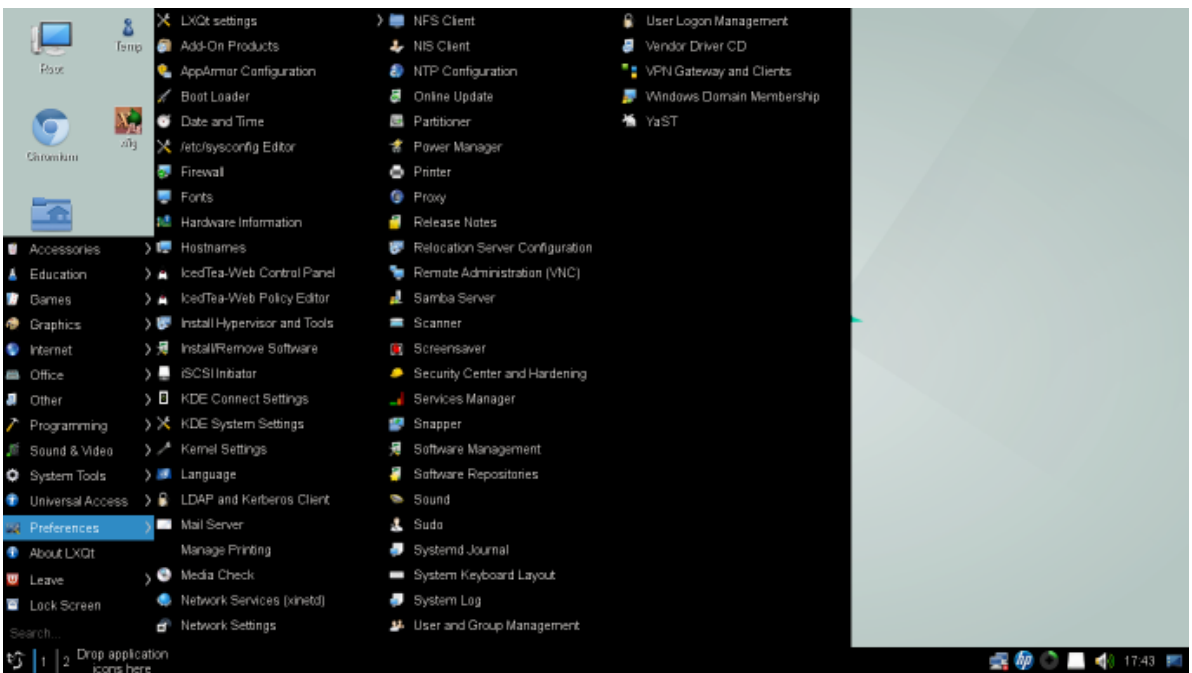 Root
Temp
Chromium
.xfig
Accessories
Education
Games
Graphics
Internet
Office
Other
Programming
Sound & Video
System Tools
Universal Access
Preferences
About LXQt
Leave
Lock Screen
Search...
LXQt settings
Add-On Products
AppArmor Configuration
Boot Loader
Date and Time
/etc/sysconfig Editor
Firewall
Fonts
Hardware Information
Hostnames
IcedTea-Web Control Panel
IcedTea-Web Policy Editor
Install Hypervisor and Tools
Install/Remove Software
iSCSI Initiator
KDE Connect Settings
KDE System Settings
Kernel Settings
Language
LDAP and Kerberos Client
Mail Server
Manage Printing
Media Check
Network Services (xinetd)
Network Settings
NFS Client
NIS Client
NTP Configuration
Online Update
Partitioner
Power Manager
Printer
Proxy
Release Notes
Relocation Server Configuration
Remote Administration (VNC)
Samba Server
Scanner
Screensaver
Security Center and Hardening
Services Manager
Snapper
Software Management
Software Repositories
Sound
Sudo
Systemd Journal
System Keyboard Layout
System Log
User and Group Management
User Logon Management
Vendor Driver CD
VPN Gateway and Clients
Windows Domain Membership
YaST
1
2
Drop application
icons here
hp
17:43